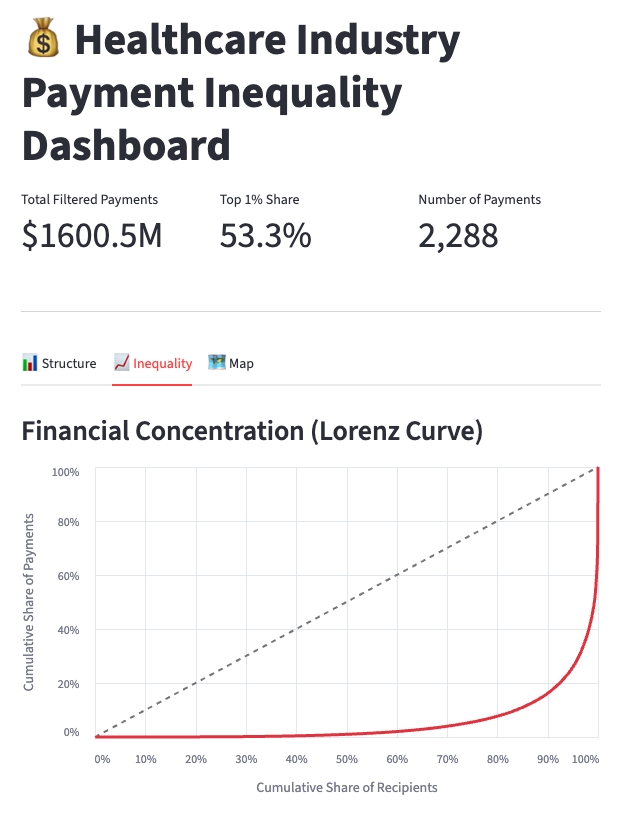 💰 Healthcare Industry
Payment Inequality
Dashboard
Total Filtered Payments
Top 1% Share
Number of Payments
$1600.5M
53.3%
2,288
📊 Structure
📈 Inequality
🗺️ Map
Financial Concentration (Lorenz Curve)
Cumulative Share of Payments
100%
80%
60%
40%
20%
0%
0% 10% 20% 30% 40% 50% 60% 70% 80% 90% 100%
Cumulative Share of Recipients